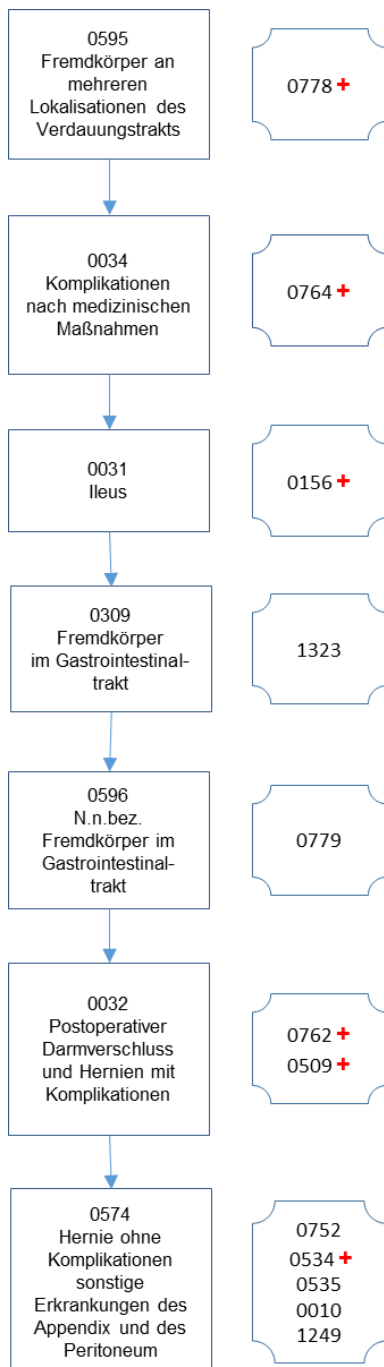 0595
Fremdkörper an
mehreren
Lokalisationen des
Verdauungstrakts
0778 +
0034
Komplikationen
nach medizinischen
Maßnahmen
0764 +
0031
Ileus
0156 +
0309
Fremdkörper
im Gastrointestinal-
trakt
1323
0596
N.n.bez.
Fremdkörper im
Gastrointestinal-
trakt
0779
0032
Postoperativer
Darmverschluss
und Hernien mit
Komplikationen
0762 +
0509 +
0574
Hernie ohne
Komplikationen
sonstige
Erkrankungen des
Appendix und des
Peritoneum
0752
0534 +
0535
0010
1249